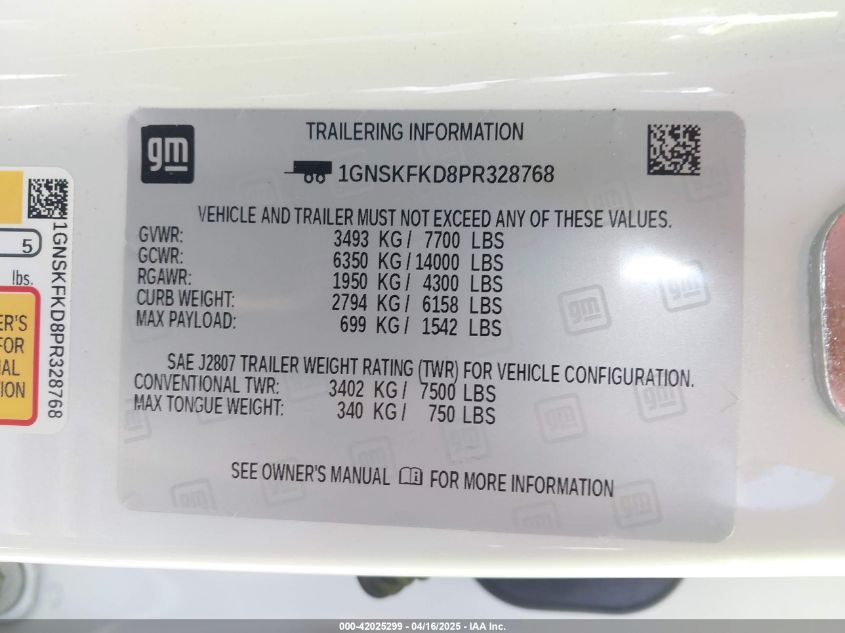 gm
TRAILERING INFORMATION
1GNSKFKD8PR328768
VEHICLE AND TRAILER MUST NOT EXCEED ANY OF THESE VALUES.
GVWR: 3493 KG / 7700 LBS
GCWR: 6350 KG / 14000 LBS
RGAWR: 1950 KG / 4300 LBS
CURB WEIGHT: 2794 KG / 6158 LBS
MAX PAYLOAD: 699 KG / 1542 LBS
SAE J2807 TRAILER WEIGHT RATING (TWR) FOR VEHICLE CONFIGURATION.
CONVENTIONAL TWR: 3402 KG / 7500 LBS
MAX TONGUE WEIGHT: 340 KG / 750 LBS
SEE OWNER'S MANUAL FOR MORE INFORMATION
5
lbs.
ER'S
FOR
AL
ION
1GNSKFKD8PR328768
000-42025299 - 04/16/2025 - IAA Inc.